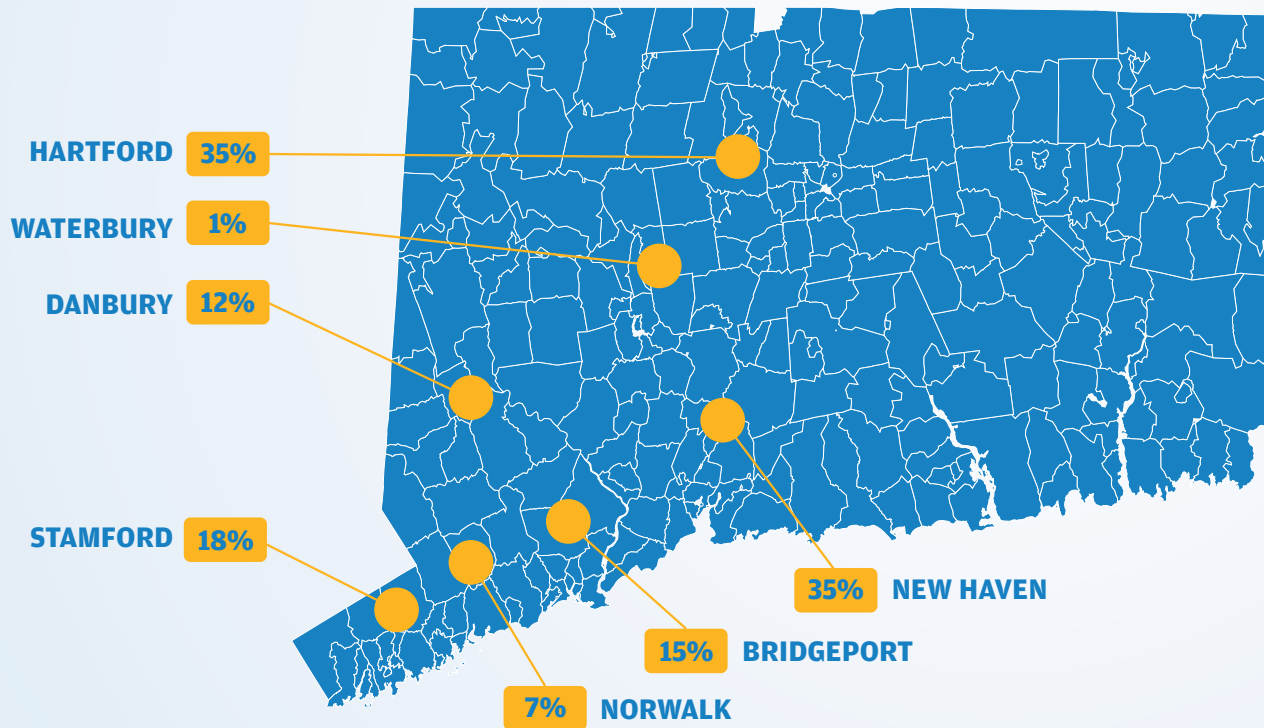 HARTFORD 35%
WATERBURY 1%
DANBURY 12%
STAMFORD 18%
35% NEW HAVEN
15% BRIDGEPORT
7% NORWALK